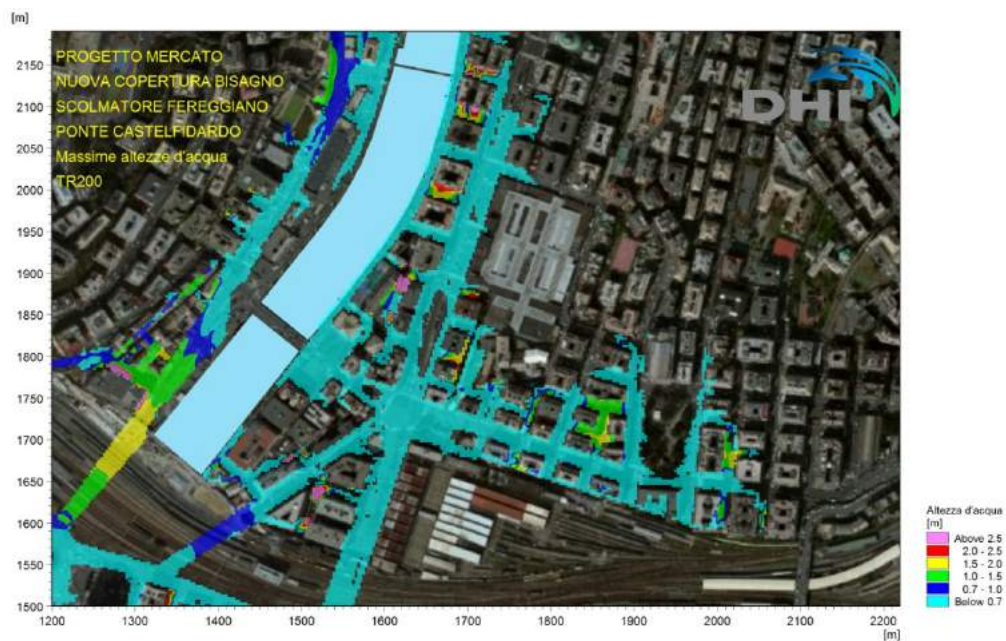 [m]
PROGETTO MERCATO
NUOVA COPERTURA BISAGNO
SCOLMATORE FEREGGIANO
PONTE CASTELFIDARDO
Massime altezze d'acqua
TR200
DHI
2150
2100
2050
2000
1950
1900
1850
1800
1750
1700
1650
1600
1550
1500
1200 1300 1400 1500 1600 1700 1800 1900 2000 2100 2200
[m]
Altezza d'acqua
[m]
Above 2.5
2.0 - 2.5
1.5 - 2.0
1.0 - 1.5
0.7 - 1.0
Below 0.7